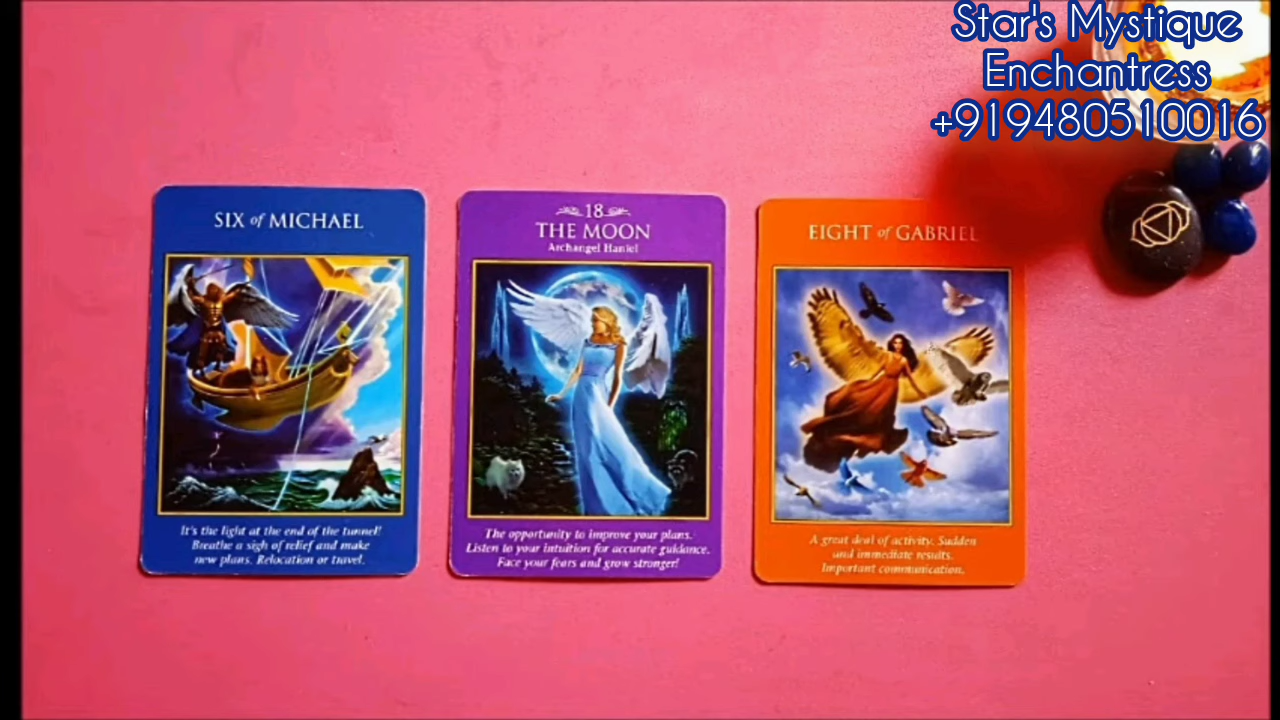 Star's Mystique
Enchantress
+919480510016
SIX of MICHAEL
It's the light at the end of the tunnel!
Breathe a sigh of relief and make
new plans. Relocation or travel.
18
THE MOON
Archangel Haniel
The opportunity to improve your plans.
Listen to your intuition for accurate guidance.
Face your fears and grow stronger!
EIGHT of GABRIEL
A great deal of activity. Sudden
and immediate results.
Important communication.